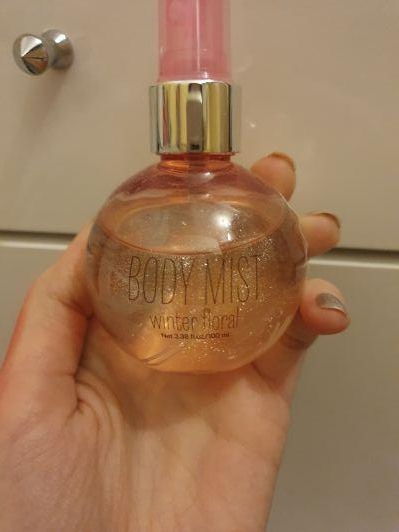 BODY MIST
winter floral
Net 3.38 fl oz/100 ml